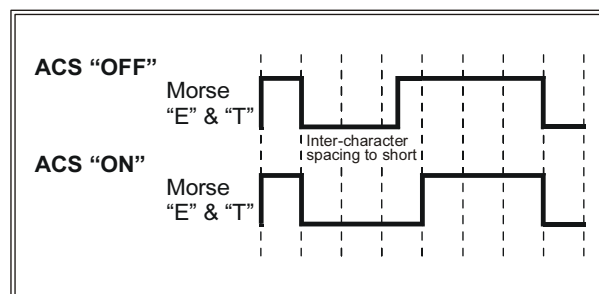 ACS “OFF”
Morse
“E” & “T”
Inter-character
spacing to short
ACS “ON”
Morse
“E” & “T”